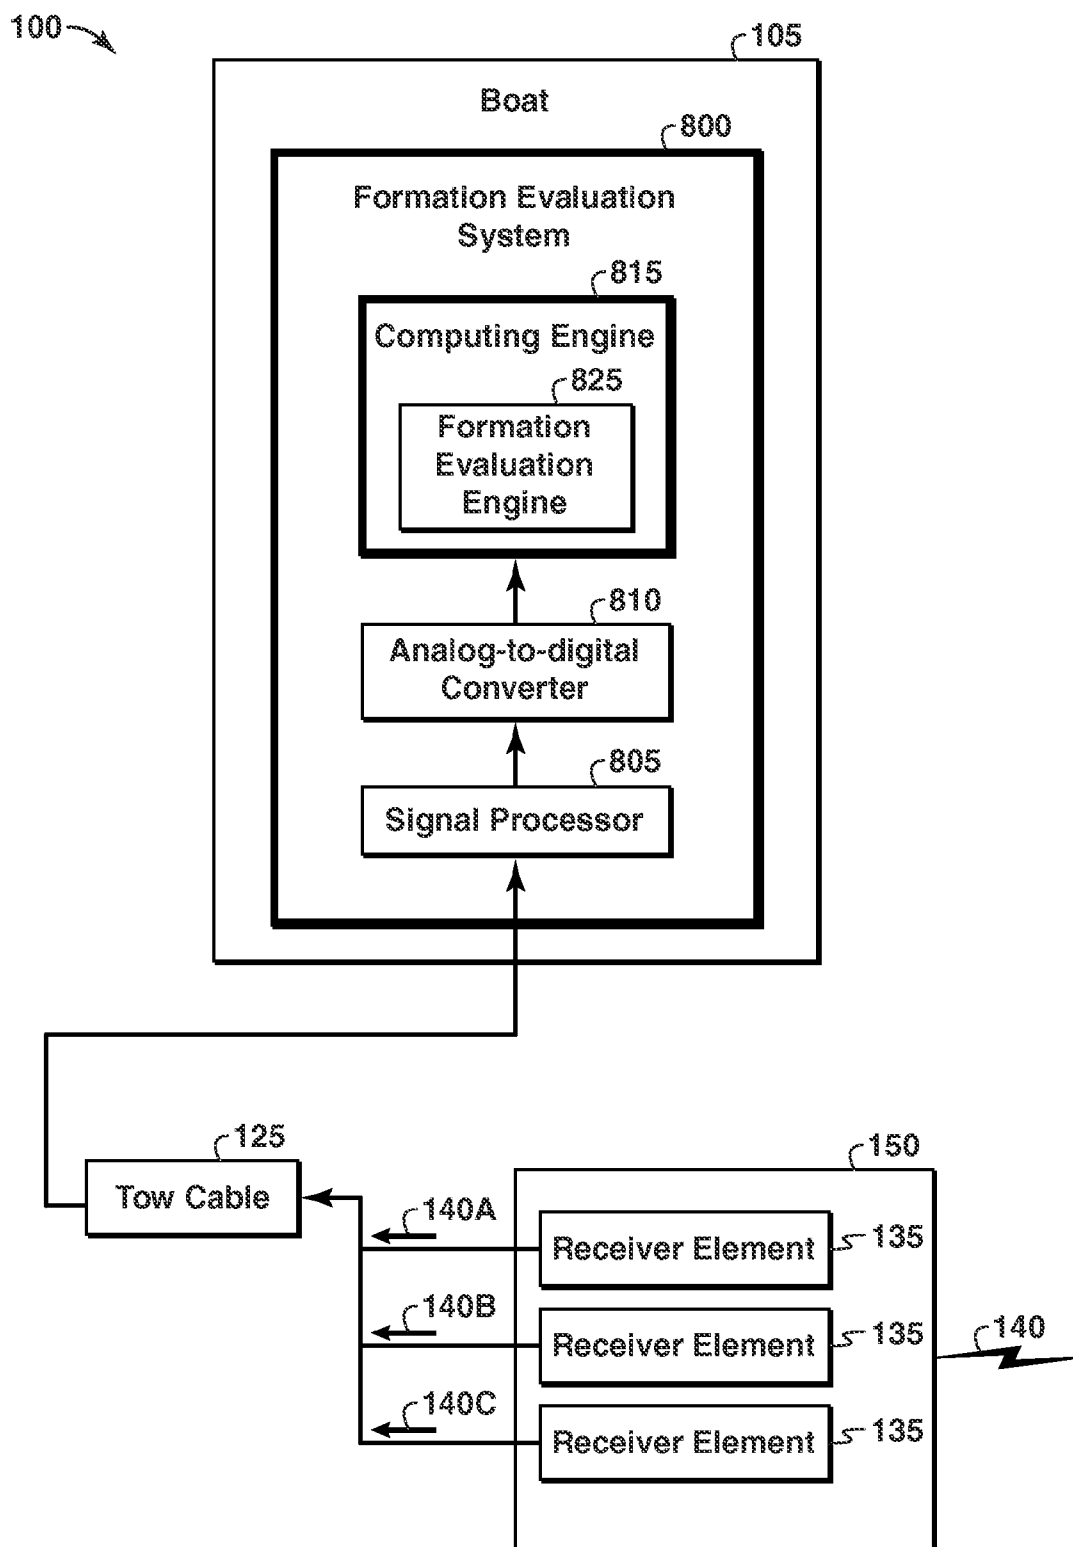 100
105
Boat
800
Formation Evaluation
System
815
Computing Engine
825
Formation
Evaluation
Engine
810
Analog-to-digital
Converter
805
Signal Processor
125
Tow Cable
150
140A
Receiver Element
135
140B
Receiver Element
135
140
140C
Receiver Element
135